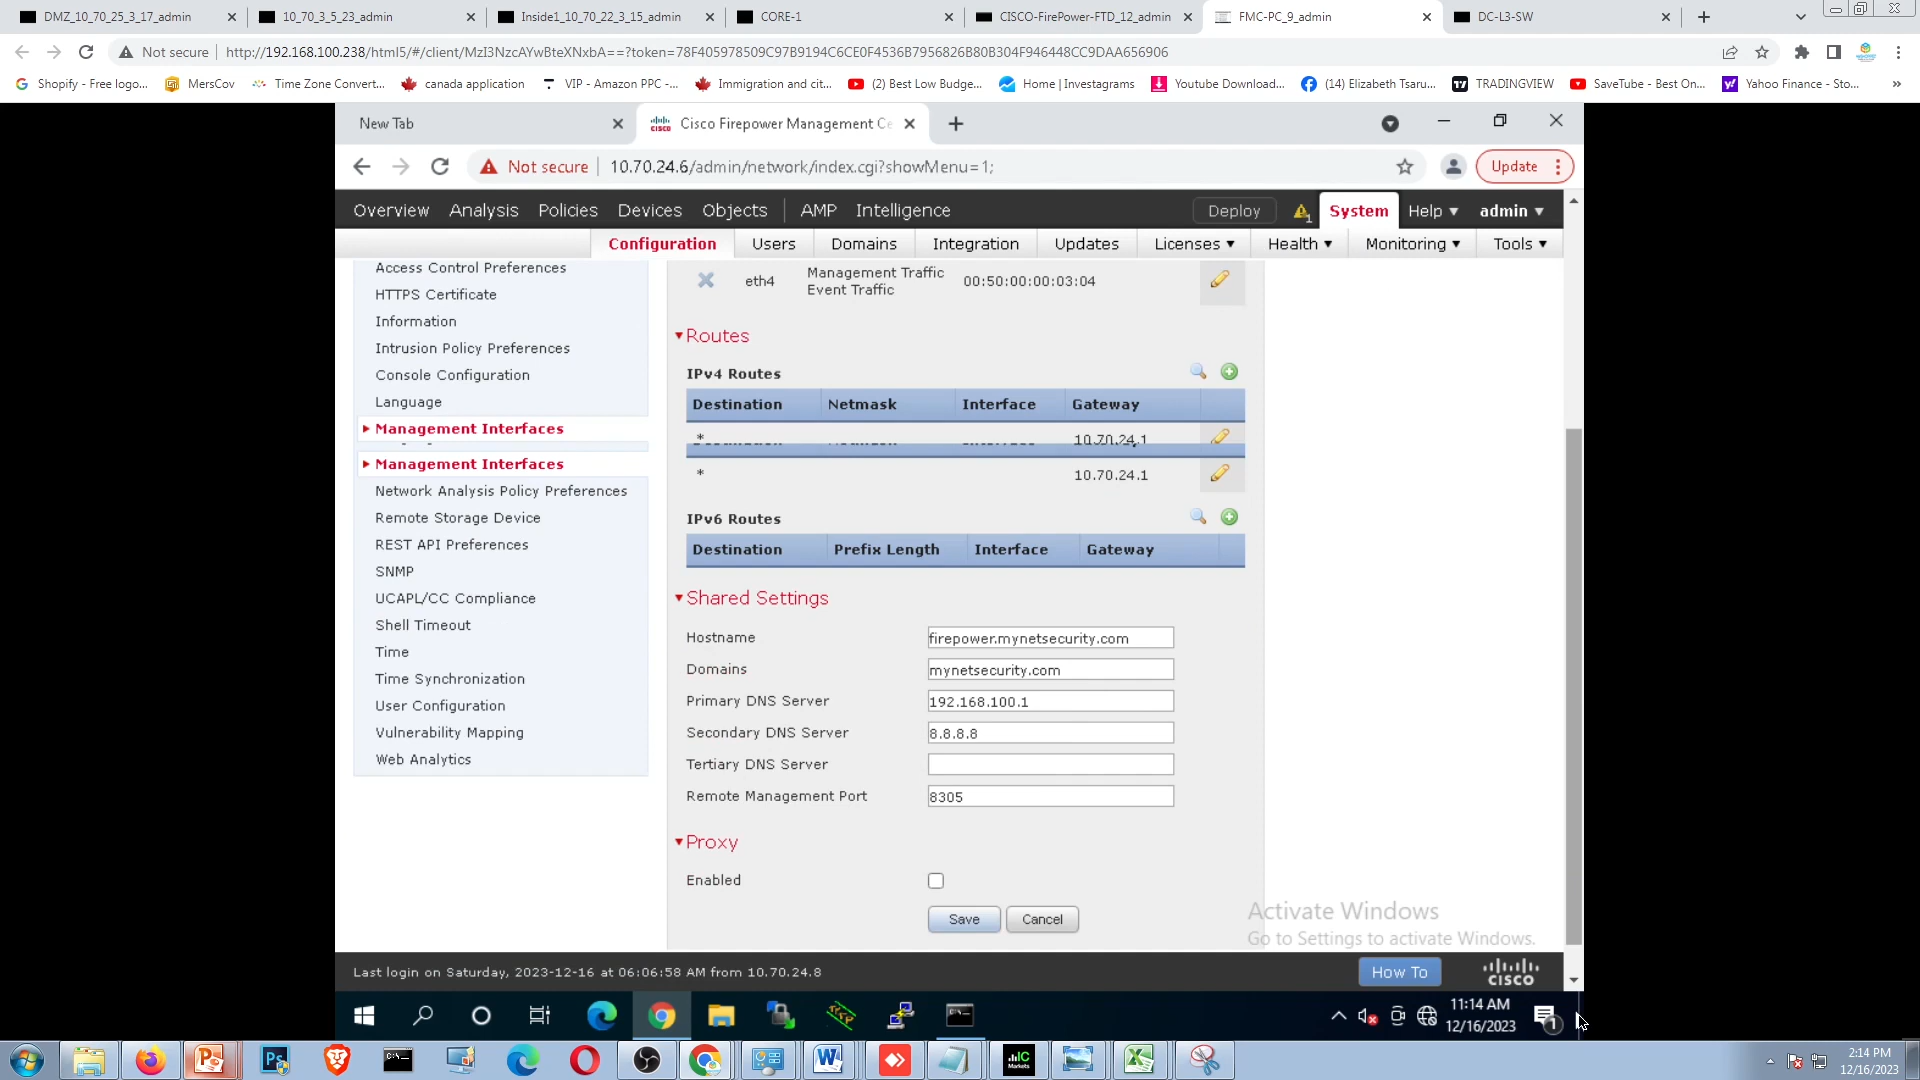 DMZ_10_70_25_3_17_admin
10_70_3_5_23_admin
Inside1_10_70_22_3_15_admin
CORE-1
CISCO-FirePower-FTD_12_admin
FMC-PC_9_admin
DC-L3-SW
Not secure
http://192.168.100.238/html5/#/client/MzI3NzcAYwBteXNxbA==?token=78F405978509C97B9194C6CE0F4536B7956826B80B304F946448CC9DAA656906
Shopify - Free logo...
MersCov
Time Zone Convert...
canada application
VIP - Amazon PPC -...
Immigration and cit...
(2) Best Low Budge...
Home | Investagrams
Youtube Download...
(14) Elizabeth Tsaru...
TRADINGVIEW
SaveTube - Best On...
Yahoo Finance - Sto...
New Tab
Cisco Firepower Management Ce
Not secure
10.70.24.6/admin/network/index.cgi?showMenu=1;
Update
Overview Analysis Policies Devices Objects AMP Intelligence
Deploy
1
System
Help
admin
Configuration Users Domains Integration Updates Licenses Health Monitoring Tools
Access Control Preferences
HTTPS Certificate
Information
Intrusion Policy Preferences
Console Configuration
Language
Management Interfaces
Management Interfaces
Network Analysis Policy Preferences
Remote Storage Device
REST API Preferences
SNMP
UCAPL/CC Compliance
Shell Timeout
Time
Time Synchronization
User Configuration
Vulnerability Mapping
Web Analytics
eth4
Management Traffic
Event Traffic
00:50:00:00:03:04
Routes
IPv4 Routes
Destination Netmask Interface Gateway
* 10.70.24.1
* 10.70.24.1
IPv6 Routes
Destination Prefix Length Interface Gateway
Shared Settings
Hostname firepower.mynetsecurity.com
Domains mynetsecurity.com
Primary DNS Server 192.168.100.1
Secondary DNS Server 8.8.8.8
Tertiary DNS Server
Remote Management Port 8305
Proxy
Enabled
Save Cancel
Activate Windows
Go to Settings to activate Windows.
Last login on Saturday, 2023-12-16 at 06:06:58 AM from 10.70.24.8
How To
CISCO
11:14 AM
12/16/2023
1
2:14 PM
12/16/2023